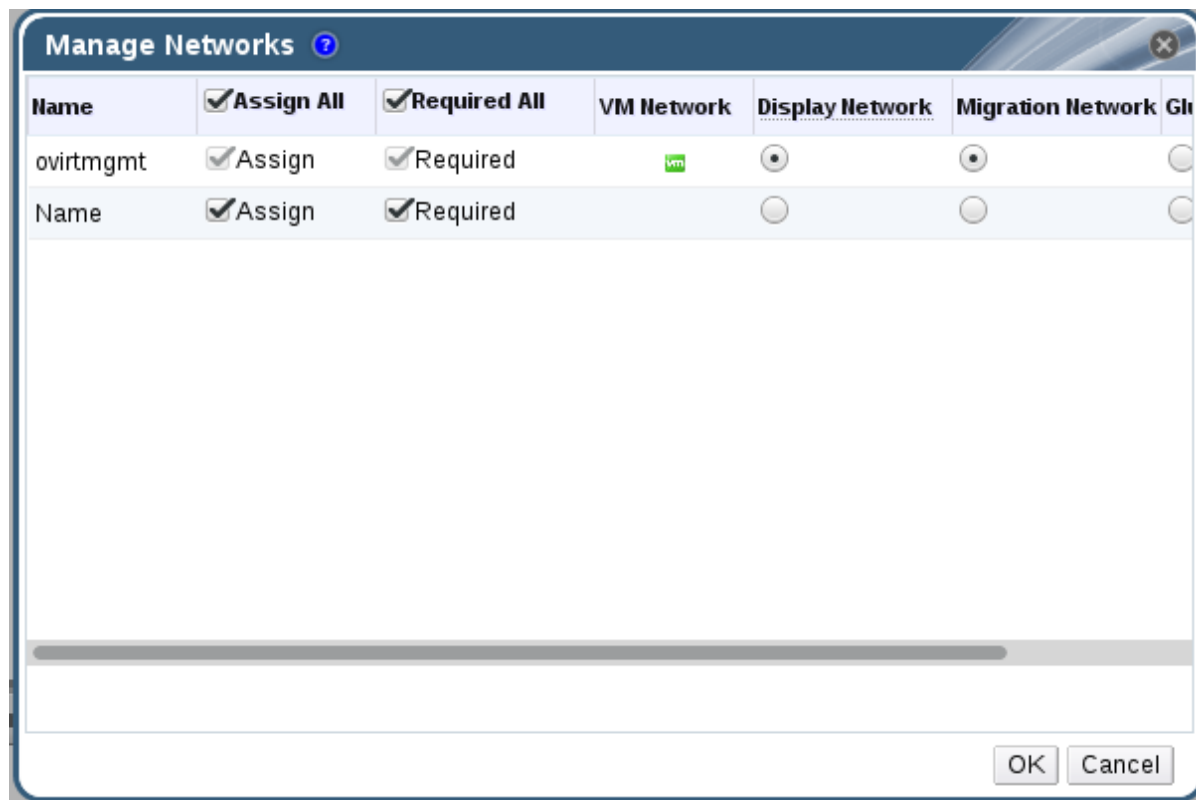 Manage Networks ?
Name Assign All Required All VM Network Display Network Migration Network Glu
ovirtmgmt Assign Required vm
Name Assign Required
OK Cancel